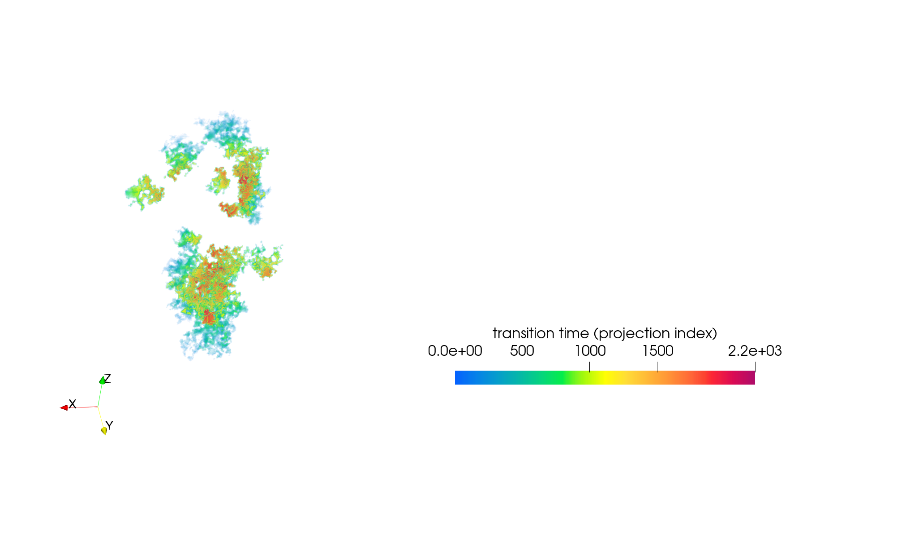 transition time (projection index)
0.0e+00 500 1000 1500 2.2e+03
Z
X
Y